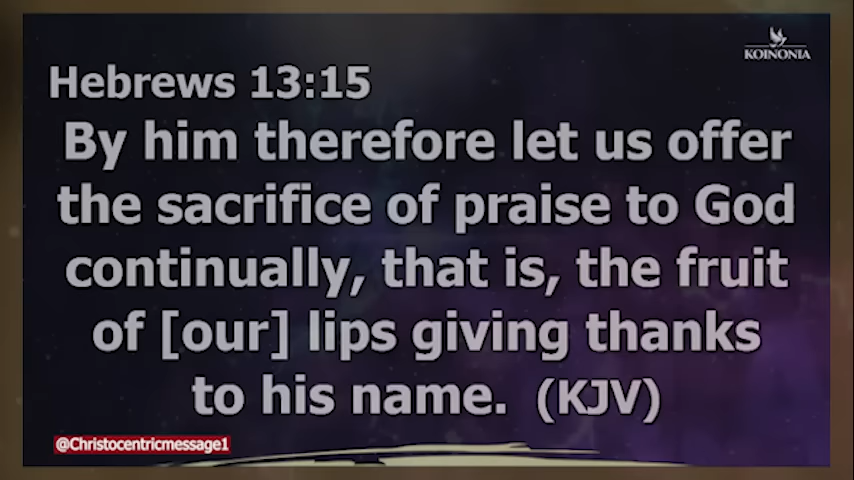 KOINONIA
Hebrews 13:15
By him therefore let us offer
the sacrifice of praise to God
continually, that is, the fruit
of [our] lips giving thanks
to his name. (KJV)
@Christocentricmessage1